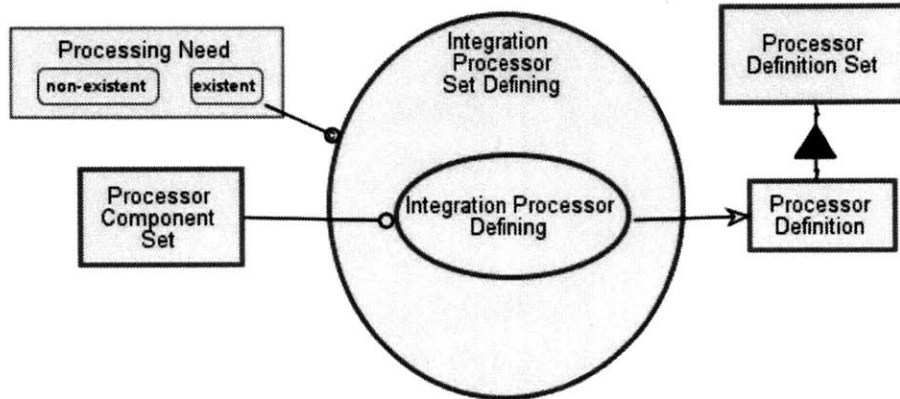 Processing Need
non-existent
existent
Integration
Processor
Set Defining
Processor
Definition Set
Processor
Component
Set
Integration Processor
Defining
Processor
Definition